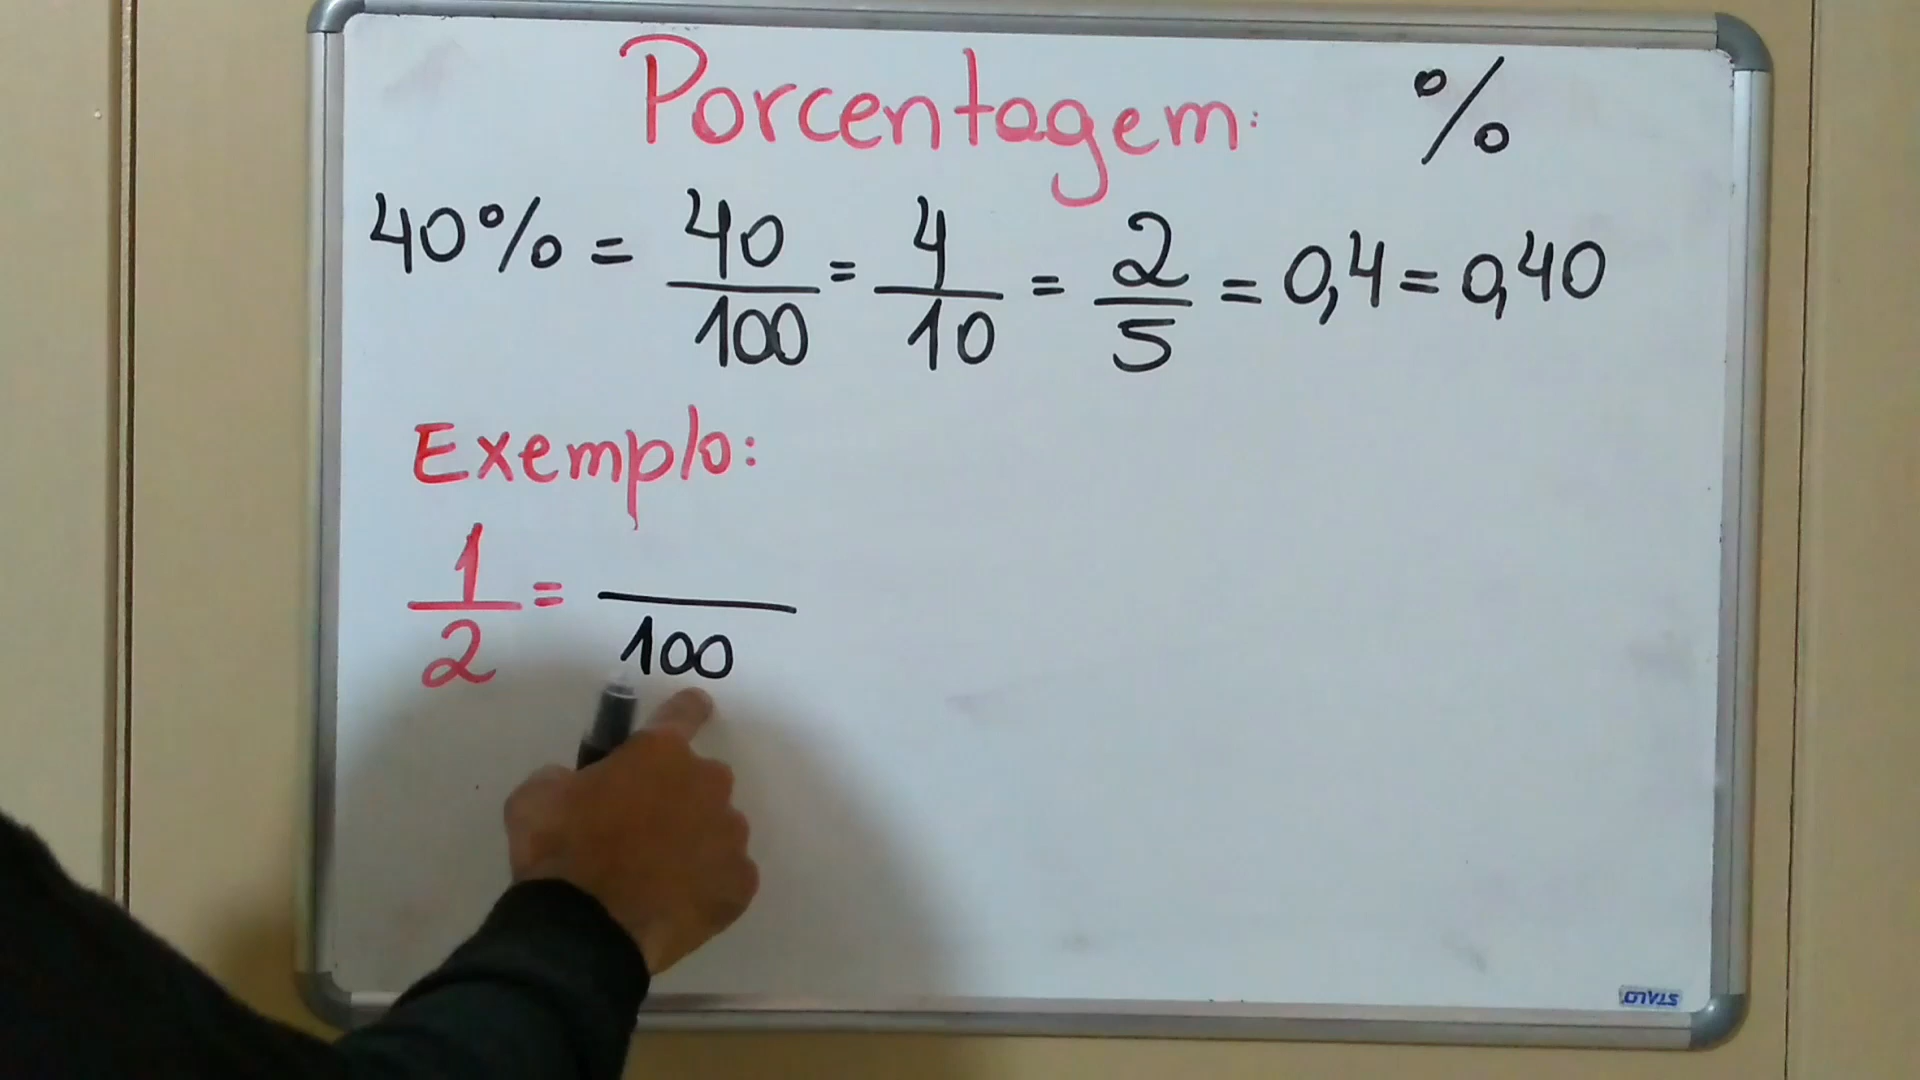 Porcentagem: %
40% = 40/100 = 4/10 = 2/5 = 0,4 = 0,40
Exemplo:
1/2 = /100
STALO